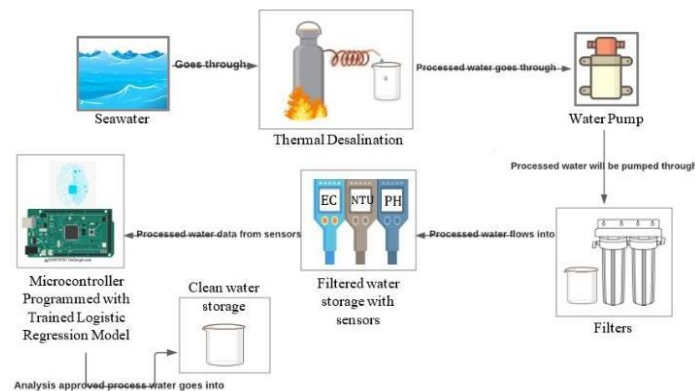 Goes through
Seawater
Thermal Desalination
Processed water goes through
Water Pump
Processed water will be pumped through
Filters
Processed water flows into
EC
NTU
PH
Filtered water
storage with
sensors
Processed water data from sensors
Microcontroller
Programmed with
Trained Logistic
Regression Model
Analysis approved process water goes into
Clean water
storage